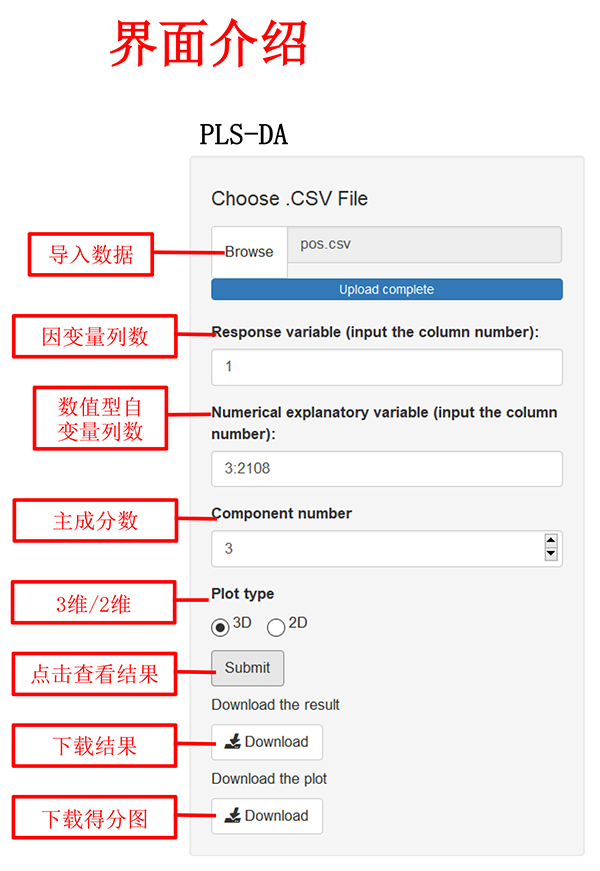 界面介绍
PLS-DA
Choose .CSV File
导入数据
Browse
pos.csv
Upload complete
因变量列数
Response variable (input the column number):
1
数值型自
变量列数
Numerical explanatory variable (input the column
number):
3:2108
主成分数
Component number
3
3维/2维
Plot type
3D
2D
点击查看结果
Submit
Download the result
下载结果
Download
Download the plot
下载得分图
Download